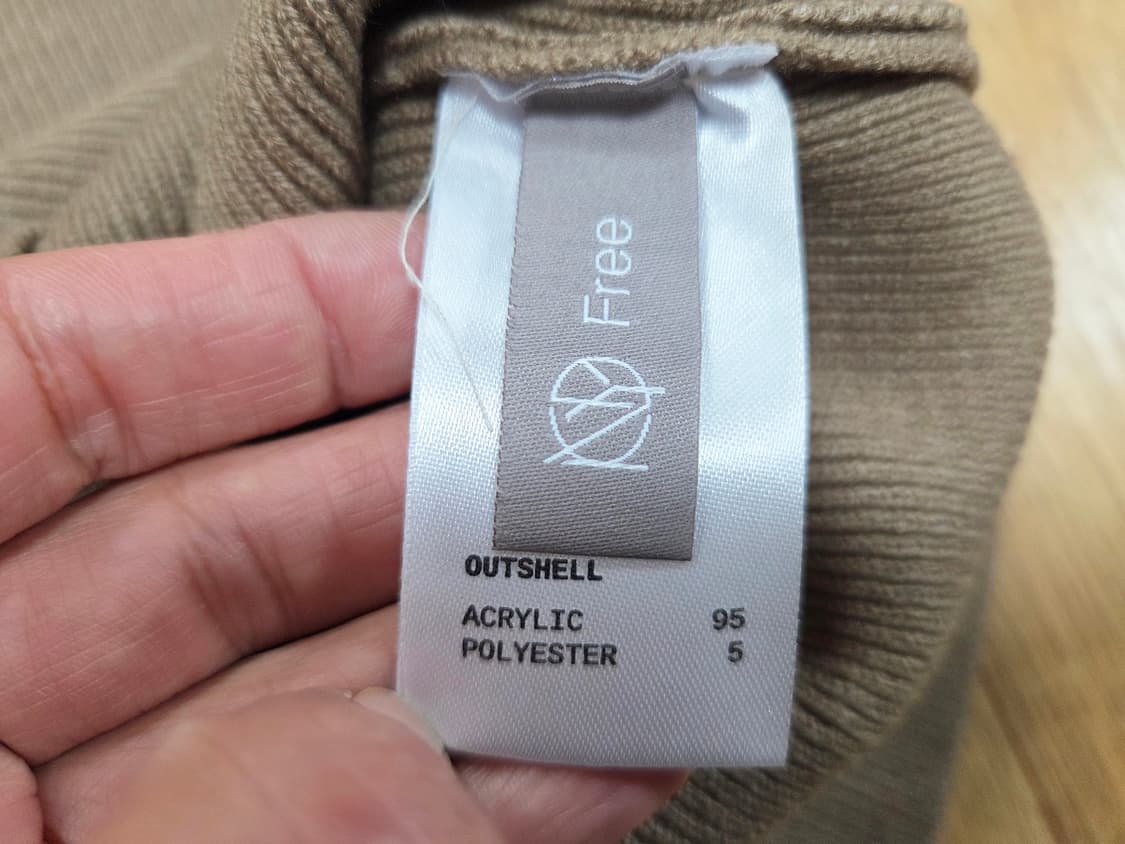 Free
OUTSHELL
ACRYLIC 95
POLYESTER 5